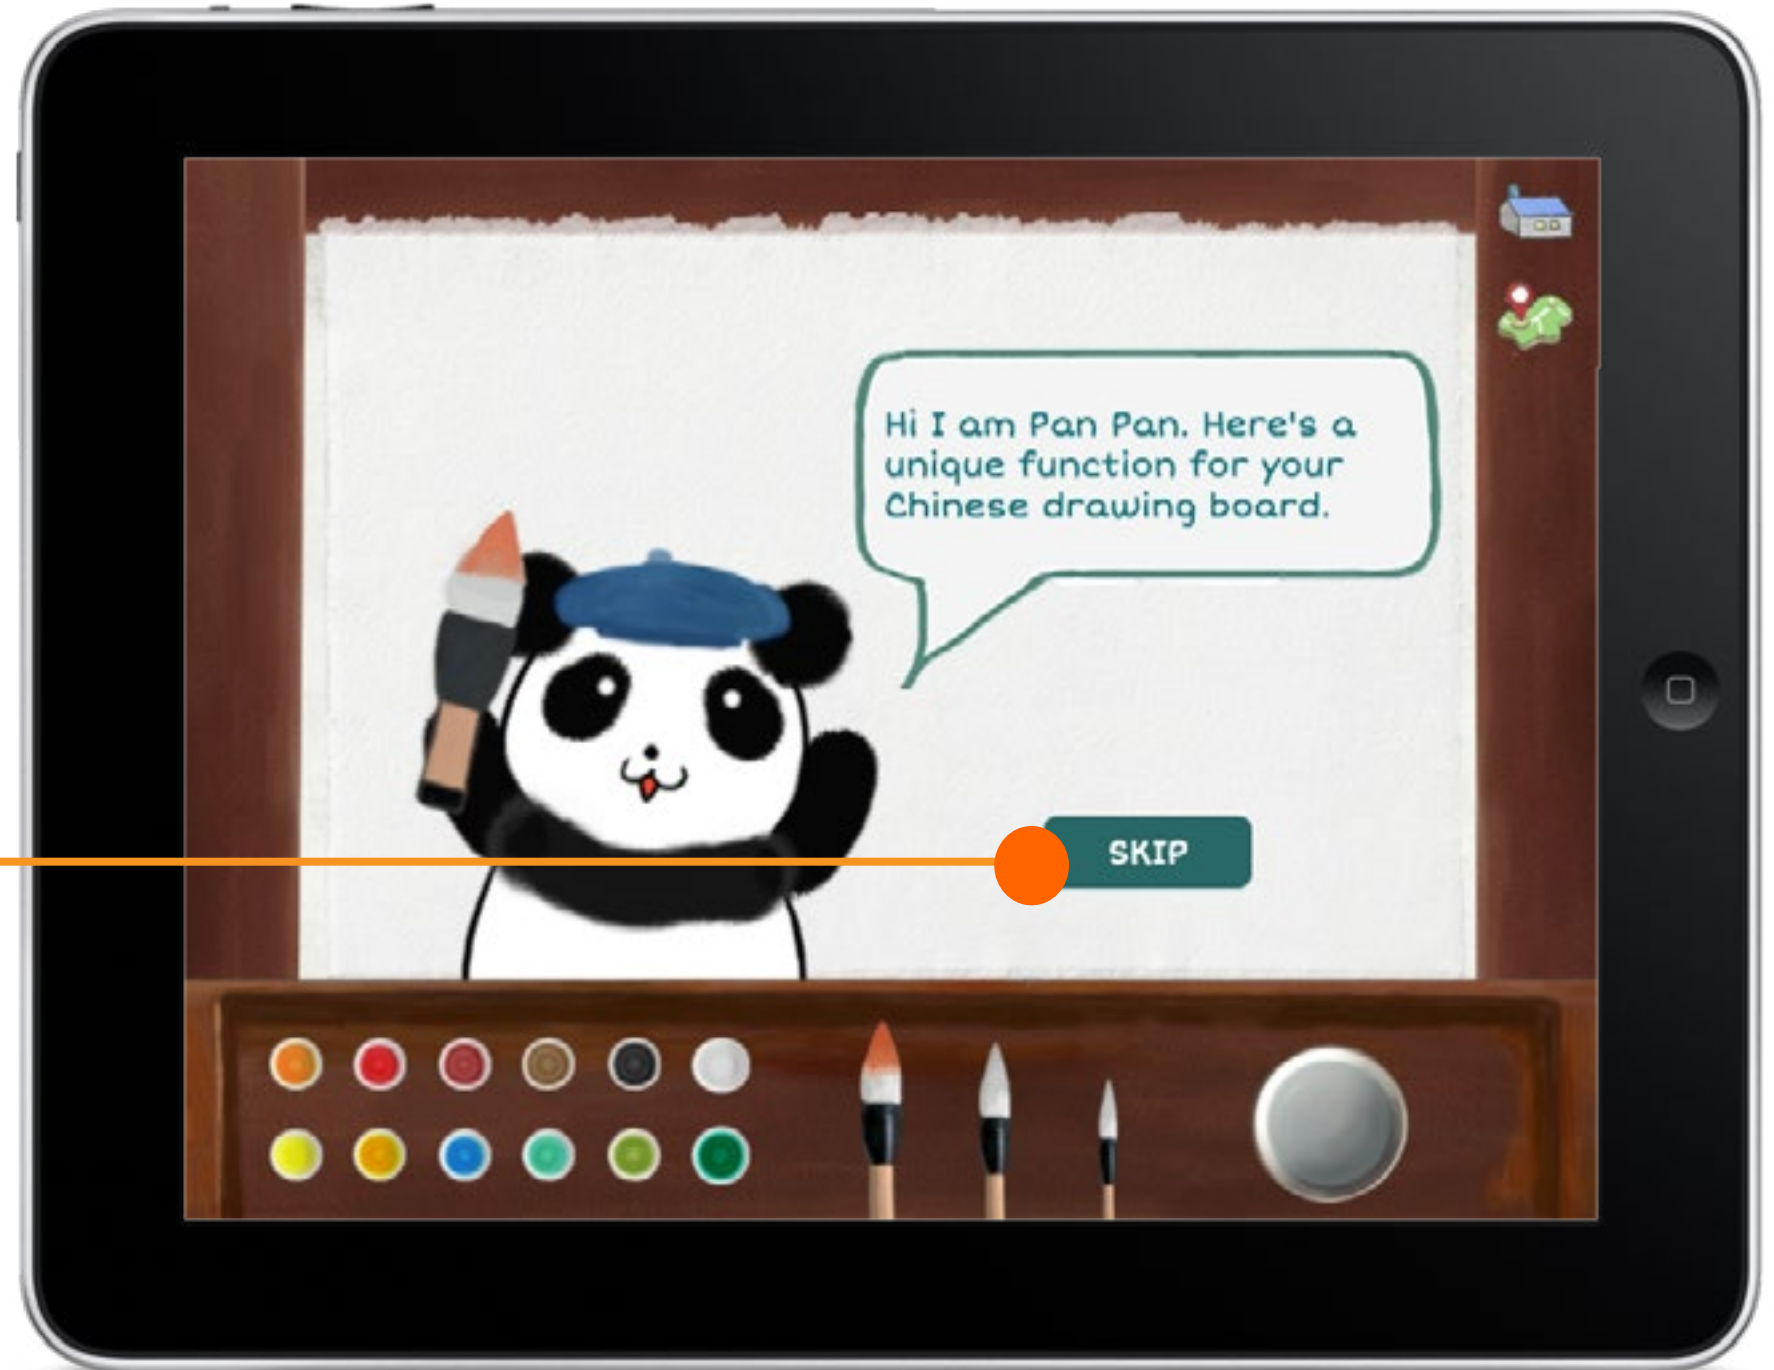 Hi I am Pan Pan. Here's a
unique function for your
Chinese drawing board.
SKIP